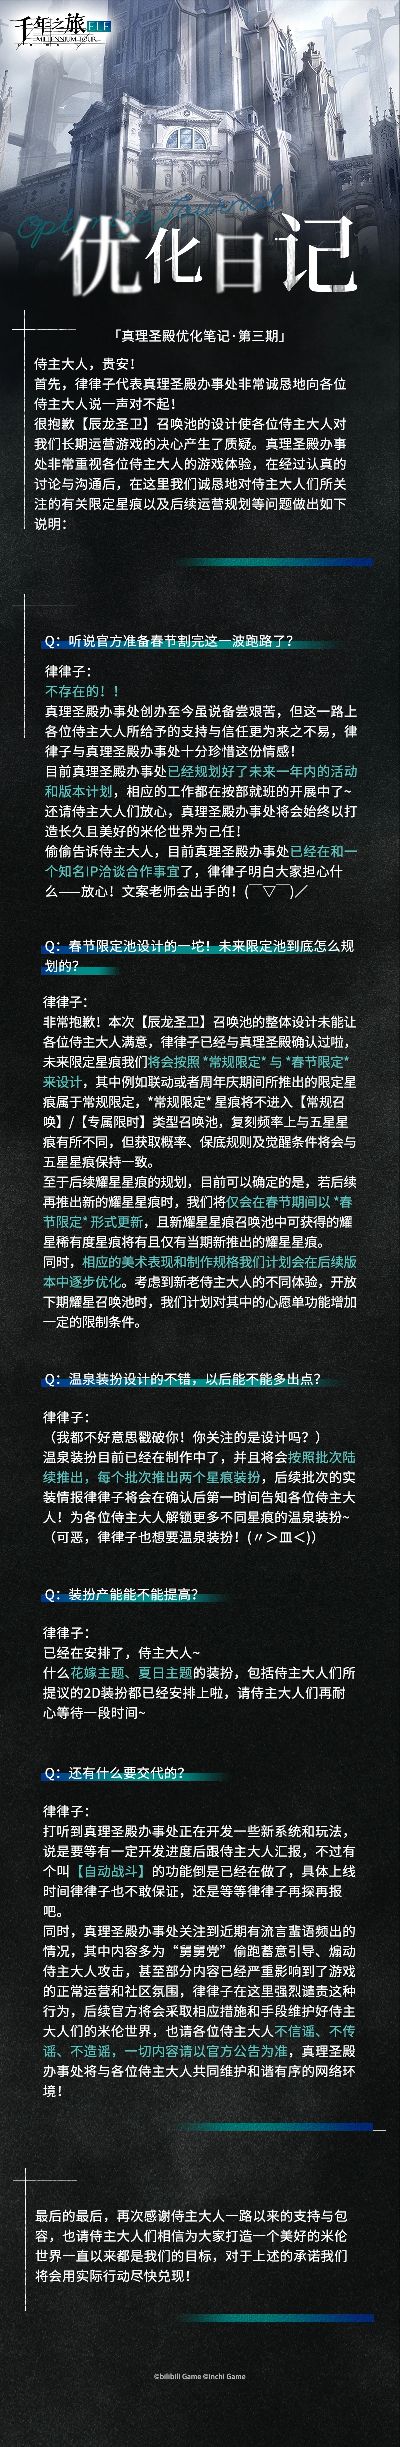 千年之旅
MILLENNIUM TOUR
Optimize Journal
优化日记
「真理圣殿优化笔记·第三期」
侍主大人，贵安！
首先，律律子代表真理圣殿办事处非常诚恳地向各位
侍主大人说一声对不起！
很抱歉【辰龙圣卫】召唤池的设计使各位侍主大人对
我们长期运营游戏的决心产生了质疑。真理圣殿办事
处非常重视各位侍主大人的游戏体验，在经过认真的
讨论与沟通后，在这里我们诚恳地对侍主大人们所关
注的有关限定星痕以及后续运营规划等问题做出如下
说明：
Q：听说官方准备春节割完这一波跑路了？
律律子：
不存在的！！
真理圣殿办事处创办至今虽说备尝艰苦，但这一路上
各位侍主大人所给予的支持与信任更为来之不易，律
律子与真理圣殿办事处十分珍惜这份情感！
目前真理圣殿办事处已经规划好了未来一年内的活动
和版本计划，相应的工作都在按部就班的开展中了~
还请侍主大人们放心，真理圣殿办事处将会始终以打
造长久且美好的米伦世界为己任！
偷偷告诉侍主大人，目前真理圣殿办事处已经在和一
个知名IP洽谈合作事宜了，律律子明白大家担心什
么——放心！文案老师会出手的！(￣▽￣)／
Q：春节限定池设计的一坨！未来限定池到底怎么规
划的？
律律子：
非常抱歉！本次【辰龙圣卫】召唤池的整体设计未能让
各位侍主大人满意，律律子已经与真理圣殿确认过啦，
未来限定星痕我们将会按照 *常规限定* 与 *春节限定*
来设计，其中例如联动或者周年庆期间所推出的限定星
痕属于常规限定，*常规限定* 星痕将不进入【常规召
唤】/【专属限时】类型召唤池，复刻频率上与五星星
痕有所不同，但获取概率、保底规则及觉醒条件将会与
五星星痕保持一致。
至于后续耀星星痕的规划，目前可以确定的是，若后续
再推出新的耀星星痕时，我们将仅会在春节期间以 *春
节限定* 形式更新，且新耀星星痕召唤池中可获得的耀
星稀有度星痕将有且仅有当期新推出的耀星星痕。
同时，相应的美术表现和制作规格我们计划会在后续版
本中逐步优化。考虑到新老侍主大人的不同体验，开放
下期耀星召唤池时，我们计划对其中的心愿单功能增加
一定的限制条件。
Q：温泉装扮设计的不错，以后能不能多出点？
律律子：
（我都不好意思戳破你！你关注的是设计吗？）
温泉装扮目前已经在制作中了，并且将会按照批次陆
续推出，每个批次推出两个星痕装扮，后续批次的实
装情报律律子将会在确认后第一时间告知各位侍主大
人！为各位侍主大人解锁更多不同星痕的温泉装扮~
（可恶，律律子也想要温泉装扮！(〃＞皿＜)）
Q：装扮产能能不能提高？
律律子：
已经在安排了，侍主大人~
什么花嫁主题、夏日主题的装扮，包括侍主大人们所
提议的2D装扮都已经安排上啦，请侍主大人们再耐
心等待一段时间~
Q：还有什么要交代的？
律律子：
打听到真理圣殿办事处正在开发一些新系统和玩法，
说是要等有一定开发进度后跟侍主大人汇报，不过有
个叫【自动战斗】的功能倒是已经在做了，具体上线
时间律律子也不敢保证，还是等等律律子再探再报
吧。
同时，真理圣殿办事处关注到近期有流言蜚语频出的
情况，其中内容多为“舅舅党”偷跑蓄意引导、煽动
侍主大人攻击，甚至部分内容已经严重影响到了游戏
的正常运营和社区氛围，律律子在这里强烈谴责这种
行为，后续官方将会采取相应措施和手段维护好侍主
大人们的米伦世界，也请各位侍主大人不信谣、不传
谣、不造谣，一切内容请以官方公告为准，真理圣殿
办事处将与各位侍主大人共同维护和谐有序的网络环
境！
最后的最后，再次感谢侍主大人一路以来的支持与包
容，也请侍主大人们相信为大家打造一个美好的米伦
世界一直以来都是我们的目标，对于上述的承诺我们
将会用实际行动尽快兑现！
©bilibili Game ©Inchi Game